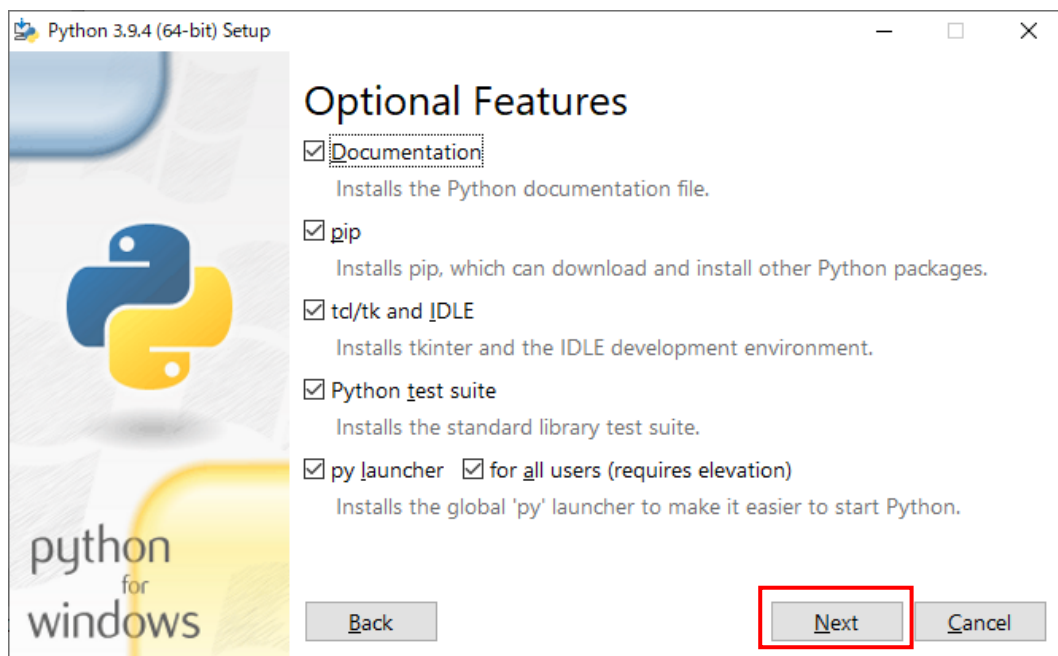 Python 3.9.4 (64-bit) Setup
Optional Features
Documentation
Installs the Python documentation file.
pip
Installs pip, which can download and install other Python packages.
tcl/tk and IDLE
Installs tkinter and the IDLE development environment.
Python test suite
Installs the standard library test suite.
py launcher for all users (requires elevation)
Installs the global 'py' launcher to make it easier to start Python.
python
for
windows
Back Next Cancel